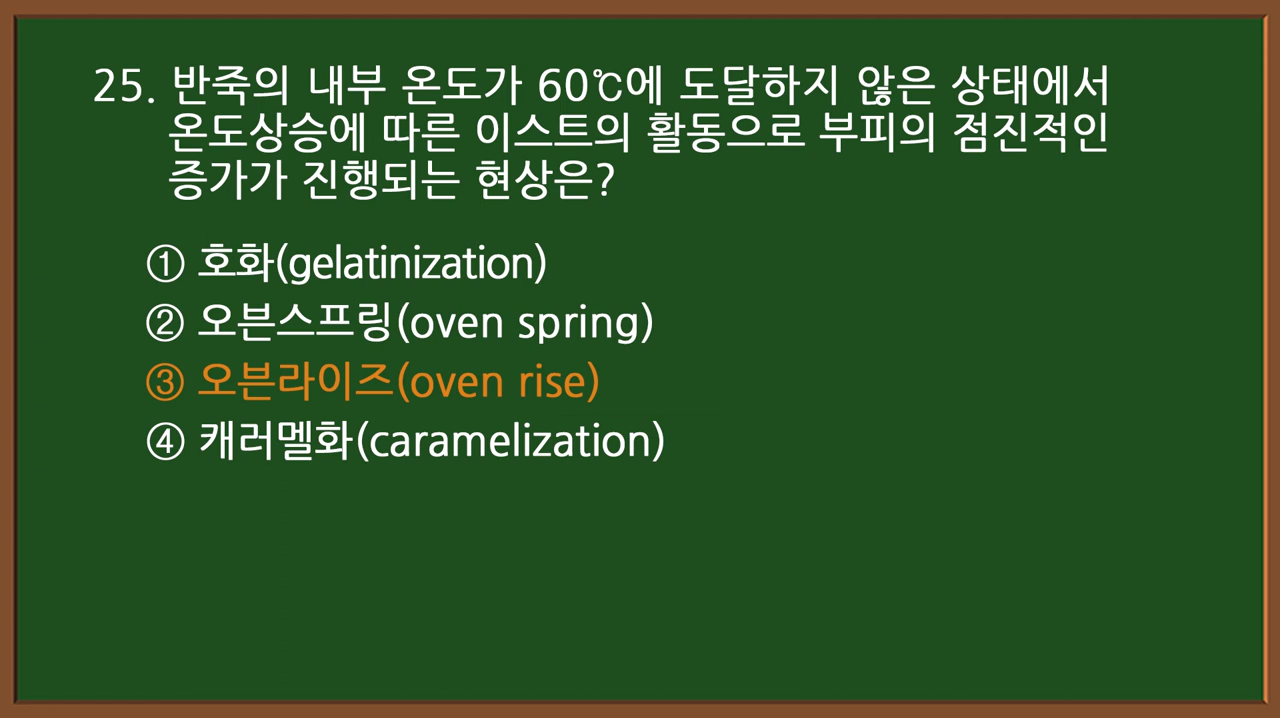 25. 반죽의 내부 온도가 60℃에 도달하지 않은 상태에서
온도상승에 따른 이스트의 활동으로 부피의 점진적인
증가가 진행되는 현상은?
① 호화(gelatinization)
② 오븐스프링(oven spring)
③ 오븐라이즈(oven rise)
④ 캐러멜화(caramelization)